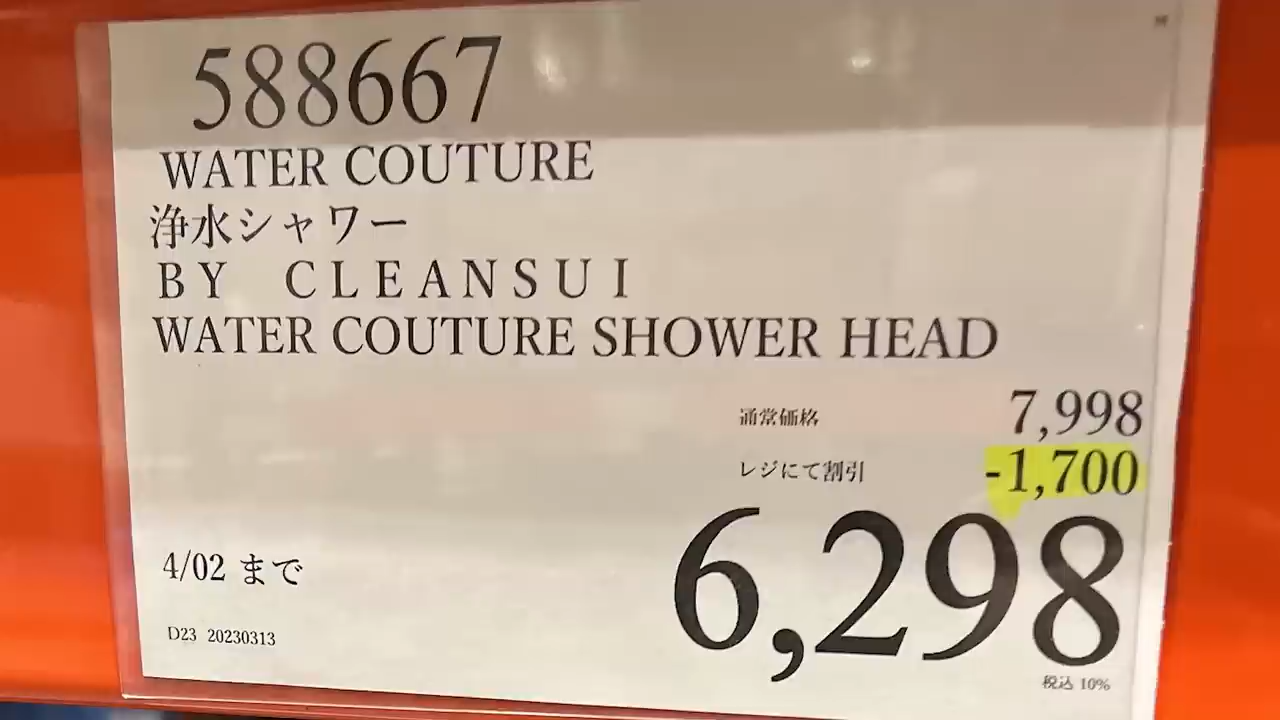 588667
WATER COUTURE
浄水シャワー
ＢＹ　ＣＬＥＡＮＳＵＩ
WATER COUTURE SHOWER HEAD
通常価格 7,998
レジにて割引 -1,700
6,298
4/02 まで
D23 20230313
税込 10%